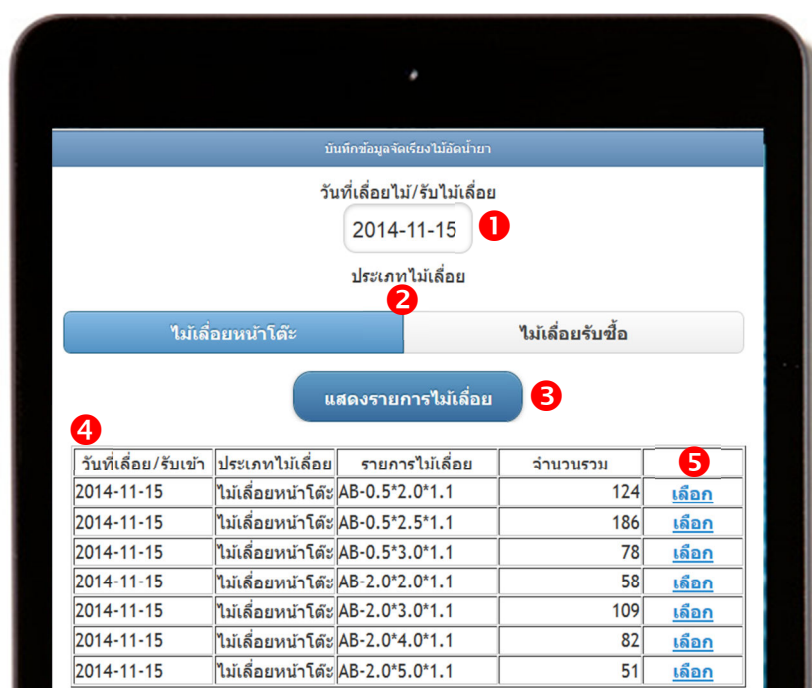 บันทึกข้อมูลจัดเรียงไม้อัดน้ำยา
วันที่เลื่อยไม้/รับไม้เลื่อย
2014-11-15 1
ประเภทไม้เลื่อย
2
ไม้เลื่อยหน้าโต๊ะ ไม้เลื่อยรับซื้อ
แสดงรายการไม้เลื่อย 3
4
วันที่เลื่อย/รับเข้า ประเภทไม้เลื่อย รายการไม้เลื่อย จำนวนรวม 5
2014-11-15 ไม้เลื่อยหน้าโต๊ะ AB-0.5*2.0*1.1 124 เลือก
2014-11-15 ไม้เลื่อยหน้าโต๊ะ AB-0.5*2.5*1.1 186 เลือก
2014-11-15 ไม้เลื่อยหน้าโต๊ะ AB-0.5*3.0*1.1 78 เลือก
2014-11-15 ไม้เลื่อยหน้าโต๊ะ AB-2.0*2.0*1.1 58 เลือก
2014-11-15 ไม้เลื่อยหน้าโต๊ะ AB-2.0*3.0*1.1 109 เลือก
2014-11-15 ไม้เลื่อยหน้าโต๊ะ AB-2.0*4.0*1.1 82 เลือก
2014-11-15 ไม้เลื่อยหน้าโต๊ะ AB-2.0*5.0*1.1 51 เลือก